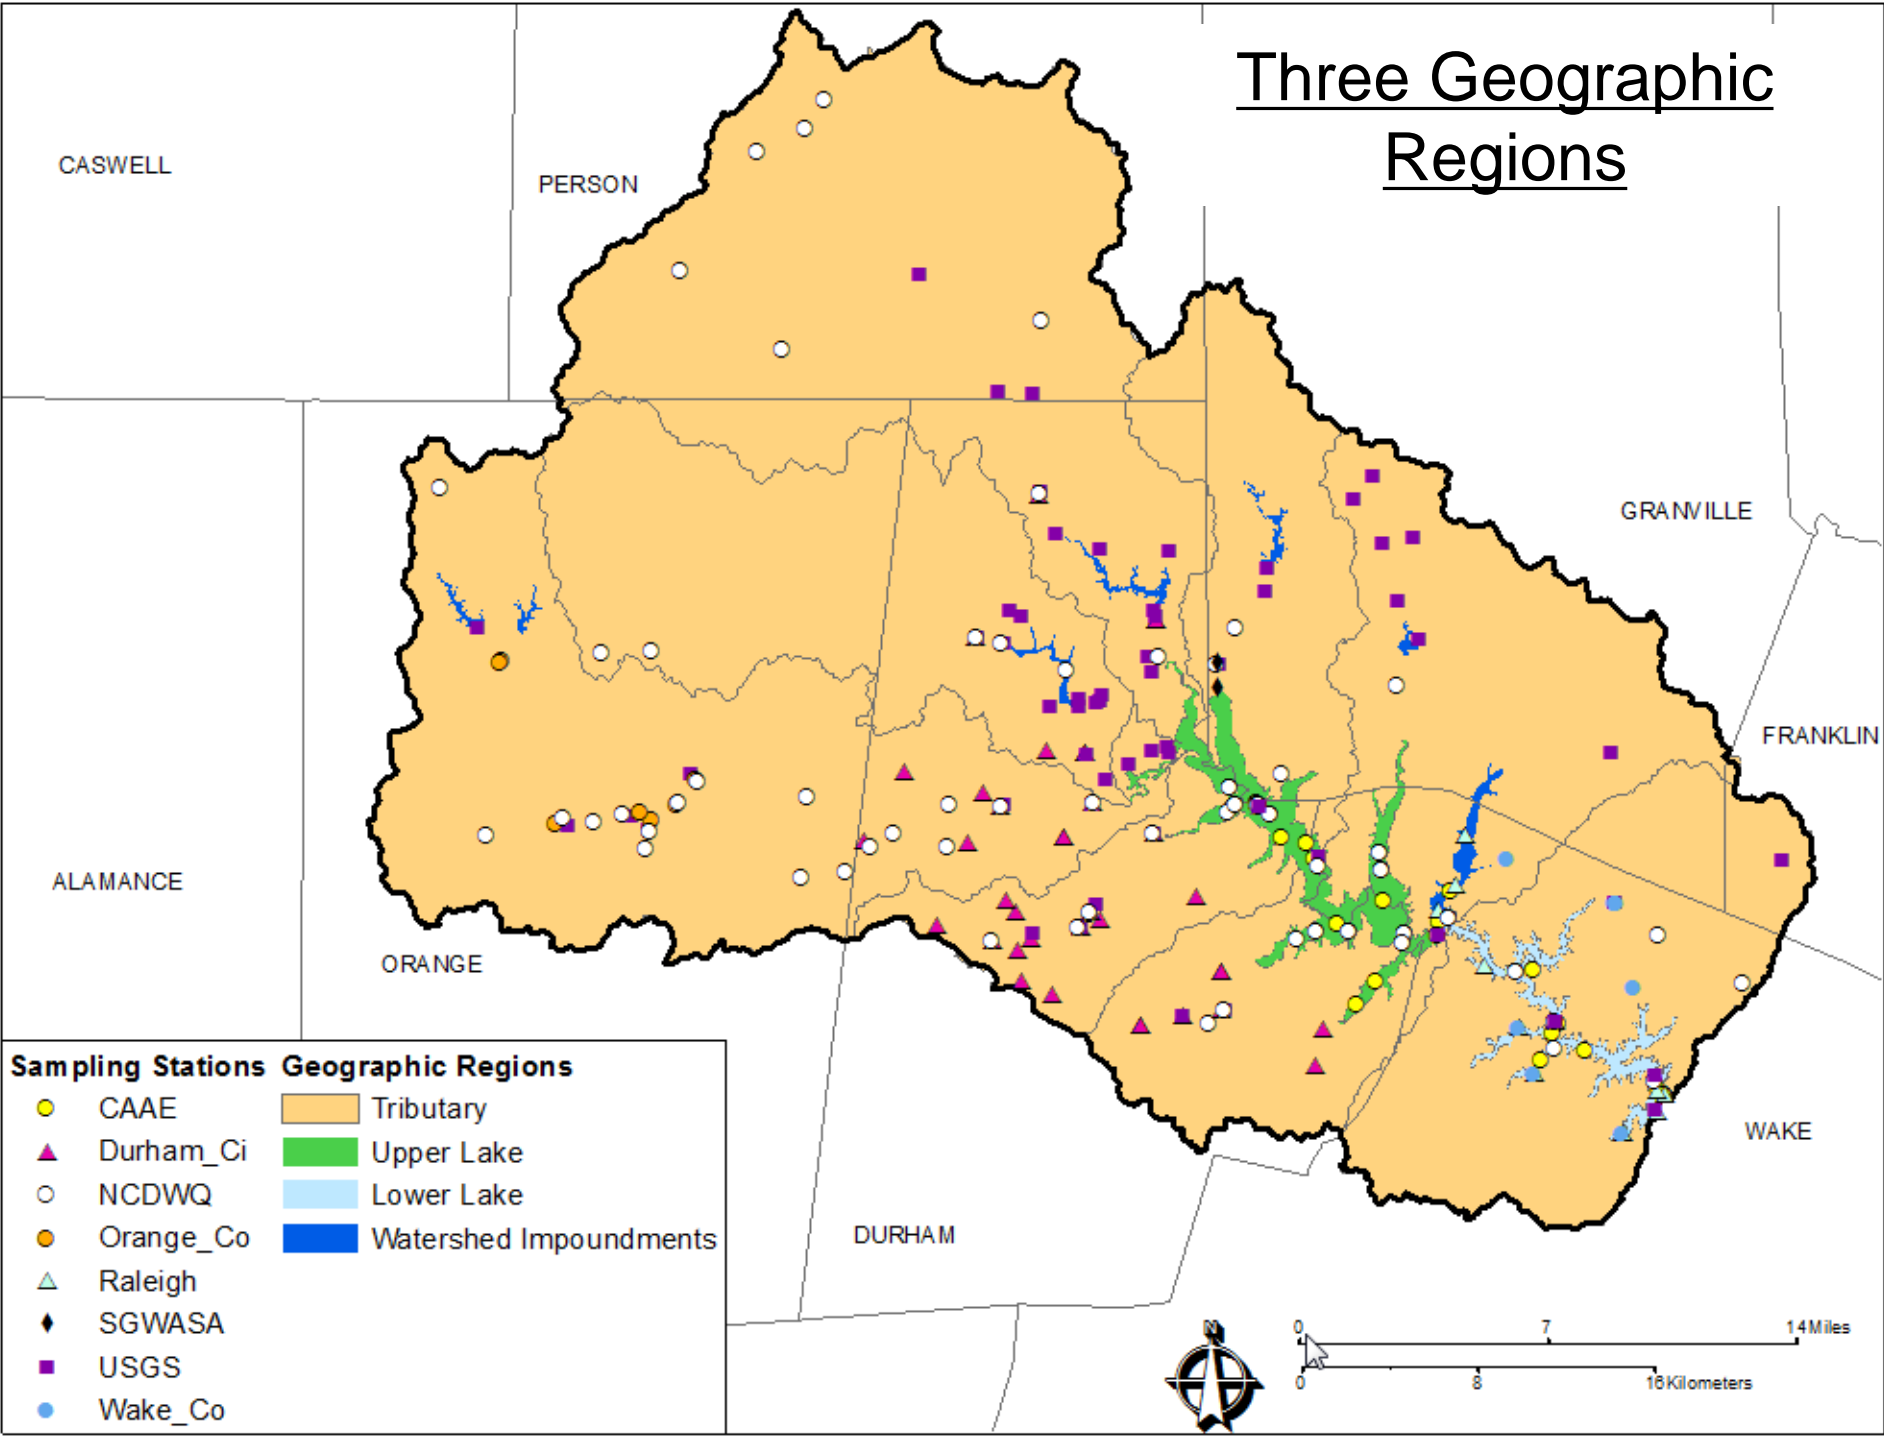 Three Geographic
Regions
CASWELL
PERSON
GRANVILLE
FRANKLIN
ALAMANCE
ORANGE
WAKE
DURHAM
Sampling Stations Geographic Regions
CAAE Tributary
Durham_Ci Upper Lake
NCDWQ Lower Lake
Orange_Co Watershed Impoundments
Raleigh
SGWASA
USGS
Wake_Co
N
0 7 14 Miles
0 8 16 Kilometers